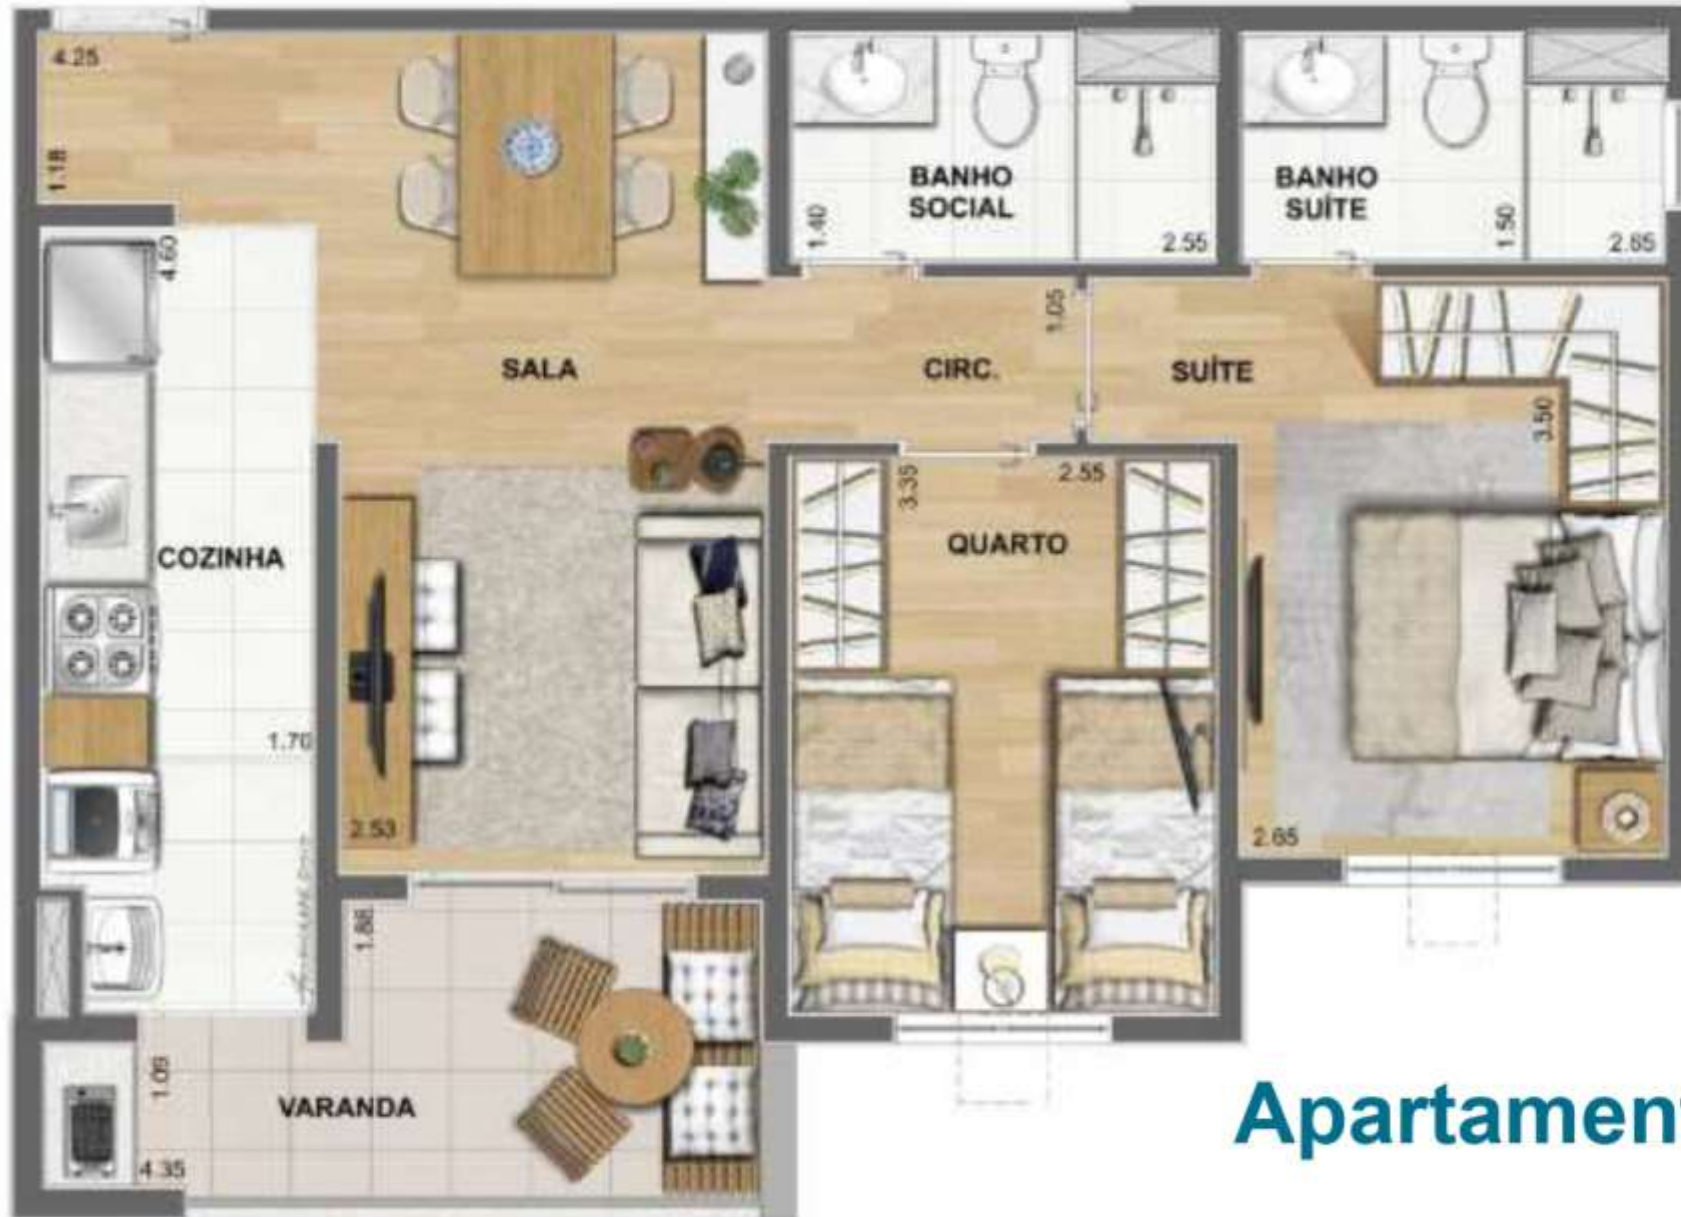 4.25
1.18
BANHO
SOCIAL
1.40
2.55
BANHO
SUÍTE
1.50
2.65
4.60
SALA
CIRC.
1.05
SUÍTE
3.50
3.35
2.55
QUARTO
COZINHA
1.70
2.53
2.65
1.88
1.09
VARANDA
4.35
Apartament